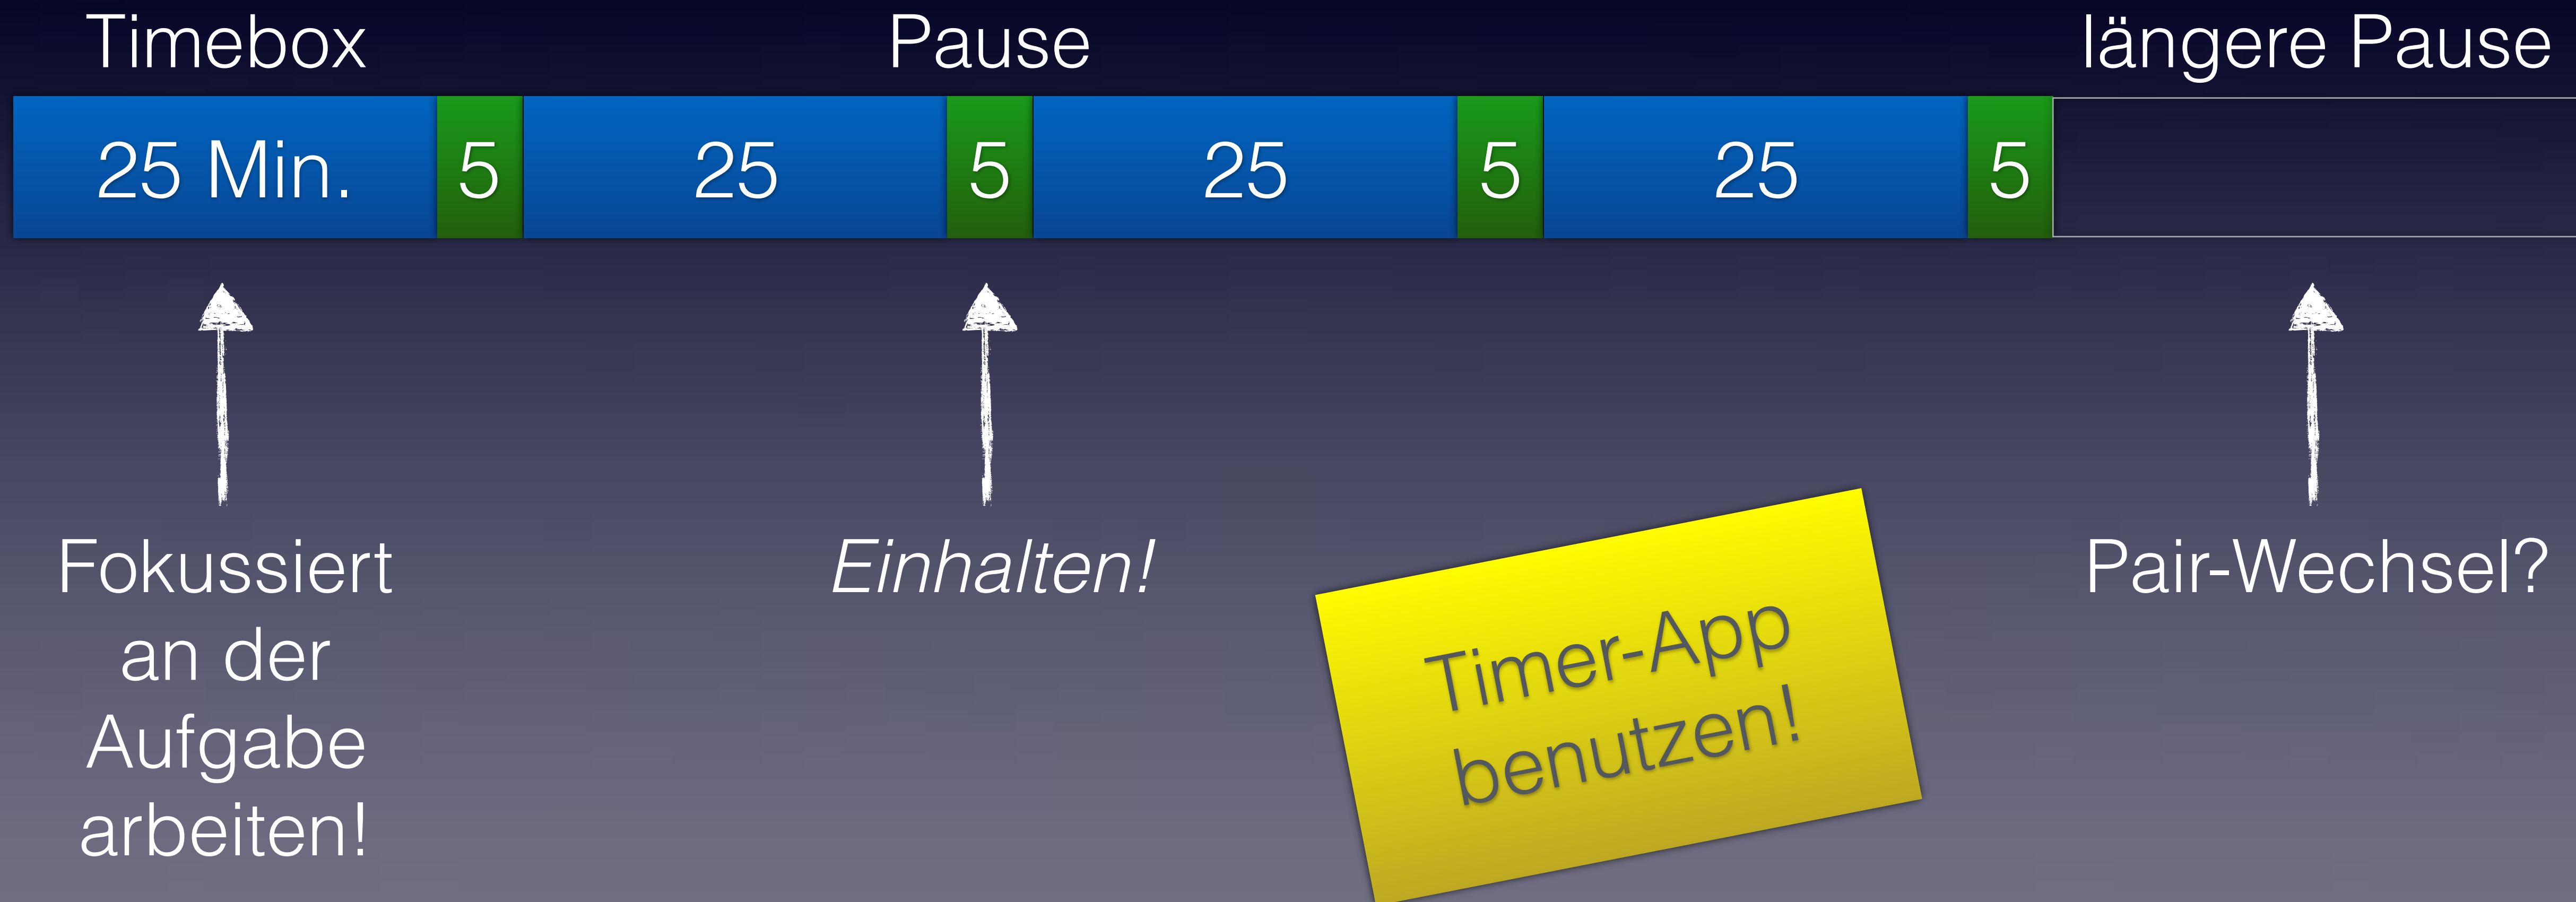 Timebox
Pause
längere Pause
25 Min.
5
25
5
25
5
25
5
Fokussiert
an der
Aufgabe
arbeiten!
Einhalten!
Timer-App
benutzen!
Pair-Wechsel?